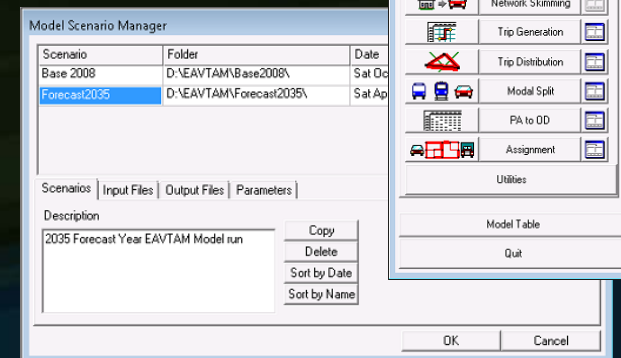 Model Scenario Manager
Scenario Folder Date
Base 2008 D:\EAVTAM\Base2008\ Sat Oc
Forecast2035 D:\EAVTAM\Forecast2035\ Sat Ap
Scenarios Input Files Output Files Parameters
Description
2035 Forecast Year EAVTAM Model run
Copy
Delete
Sort by Date
Sort by Name
OK Cancel
Network Skimming
Trip Generation
Trip Distribution
Modal Split
PA to OD
Assignment
Utilities
Model Table
Quit